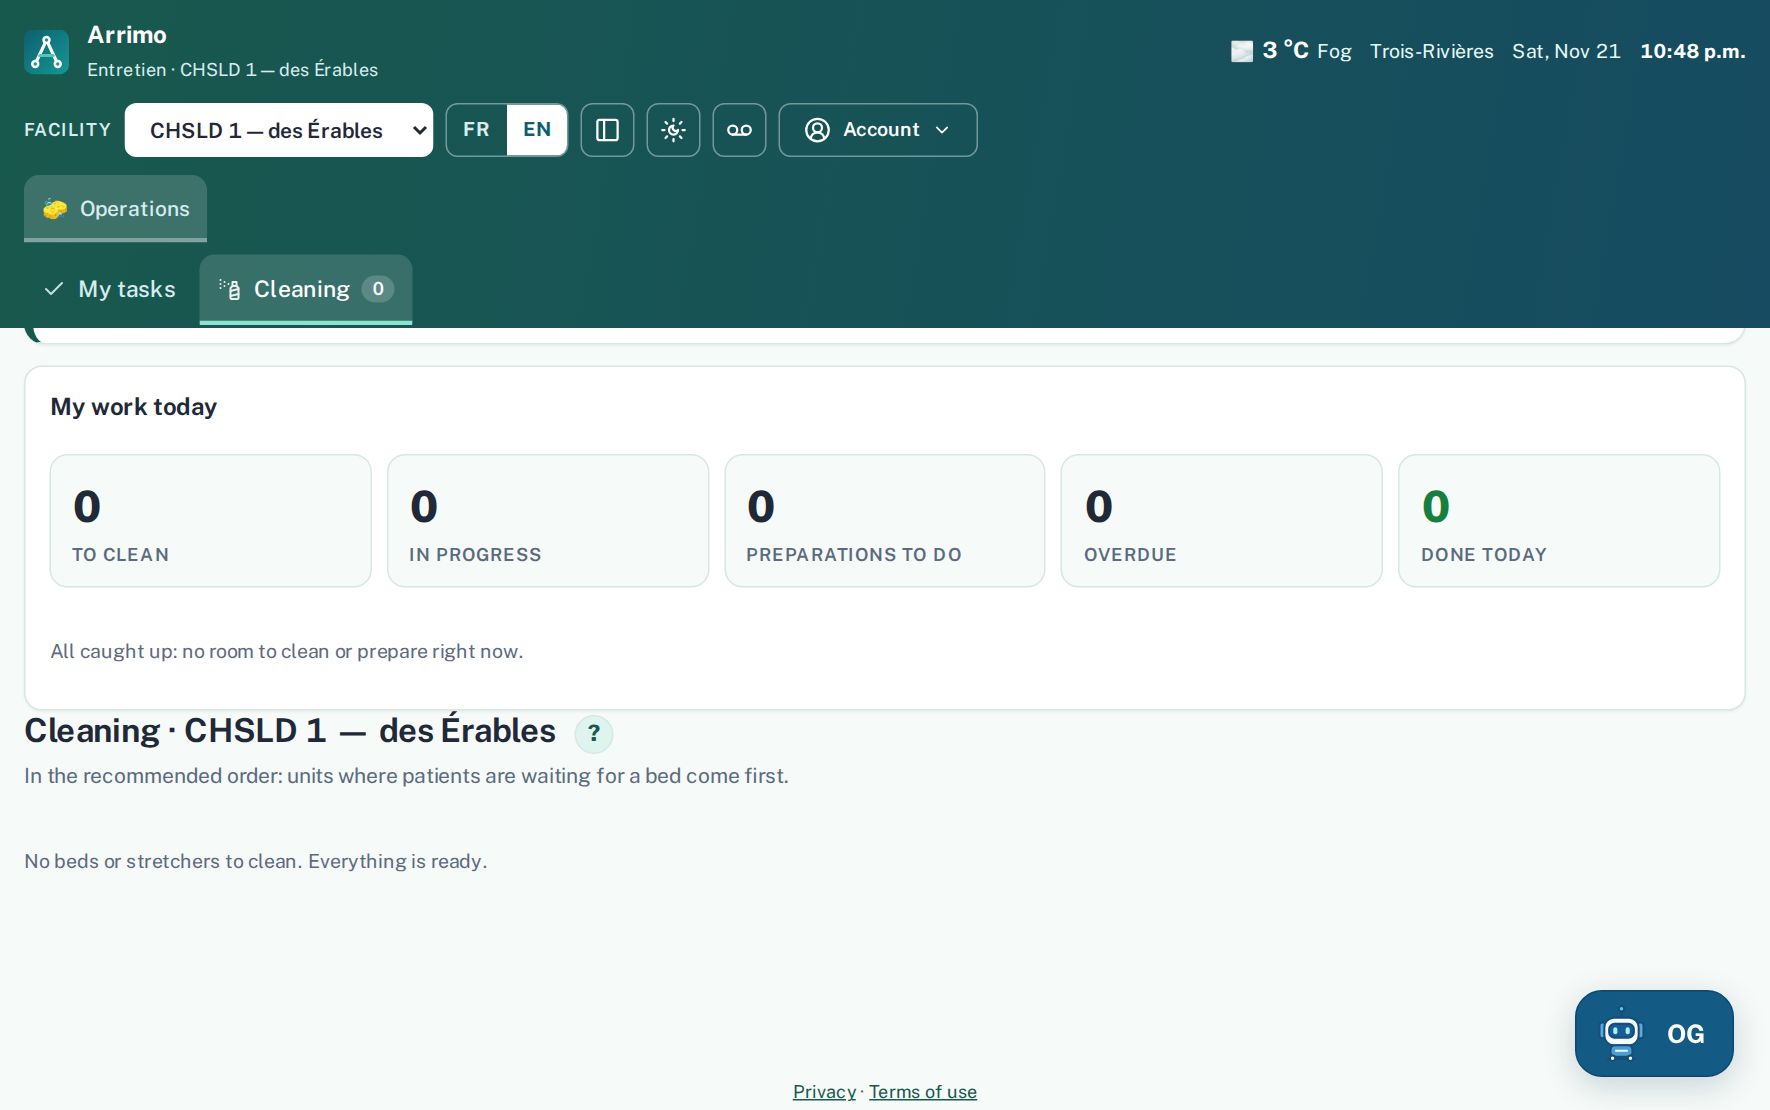 Arrimo
Entretien · CHSLD 1 — des Érables
3 °C Fog Trois-Rivières Sat, Nov 21 10:48 p.m.
FACILITY CHSLD 1 — des Érables FR EN Account
Operations
My tasks Cleaning 0
My work today
0 0 0 0 0
TO CLEAN IN PROGRESS PREPARATIONS TO DO OVERDUE DONE TODAY
All caught up: no room to clean or prepare right now.
Cleaning · CHSLD 1 — des Érables ?
In the recommended order: units where patients are waiting for a bed come first.
No beds or stretchers to clean. Everything is ready.
OG
Privacy · Terms of use